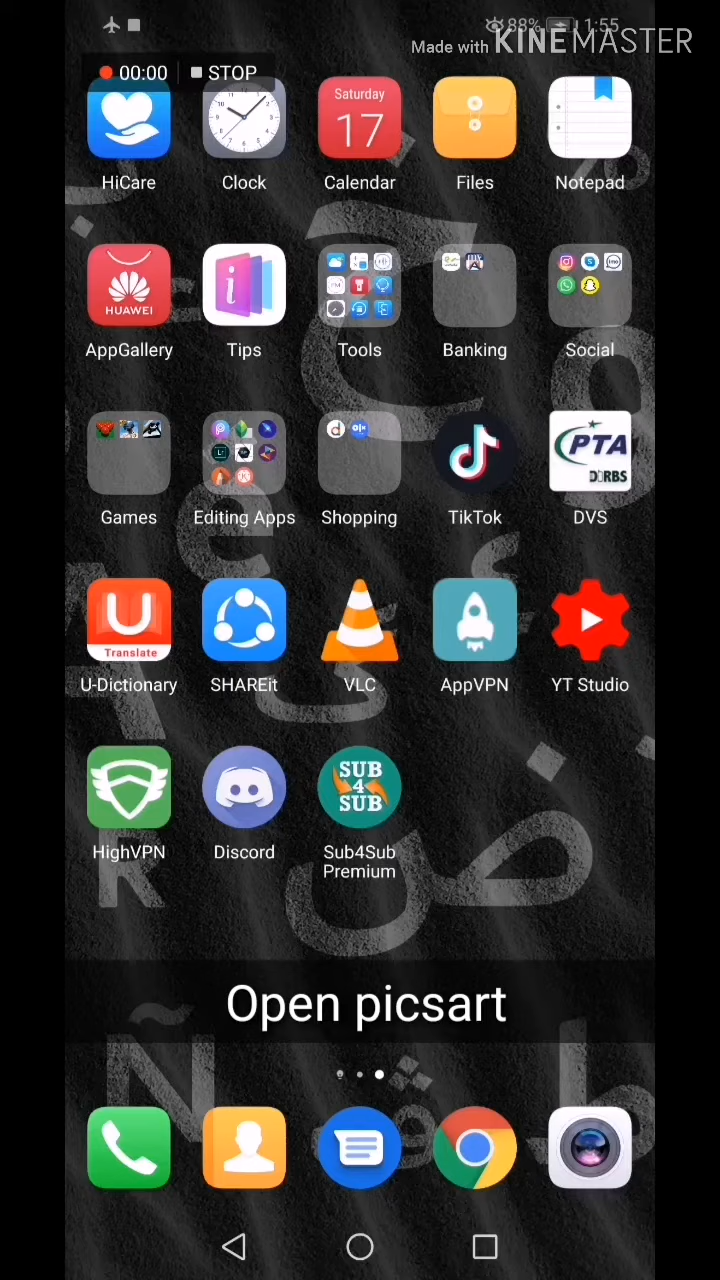 88% 1:55
Made with KINEMASTER
00:00 STOP
Saturday
17
HiCare Clock Calendar Files Notepad
HUAWEI
AppGallery Tips Tools Banking Social
PTA
DIRBS
Games Editing Apps Shopping TikTok DVS
U
Translate
U-Dictionary SHAREit VLC AppVPN YT Studio
SUB
4
SUB
HighVPN Discord Sub4Sub
Premium
R
ض
Open picsart
Ñ